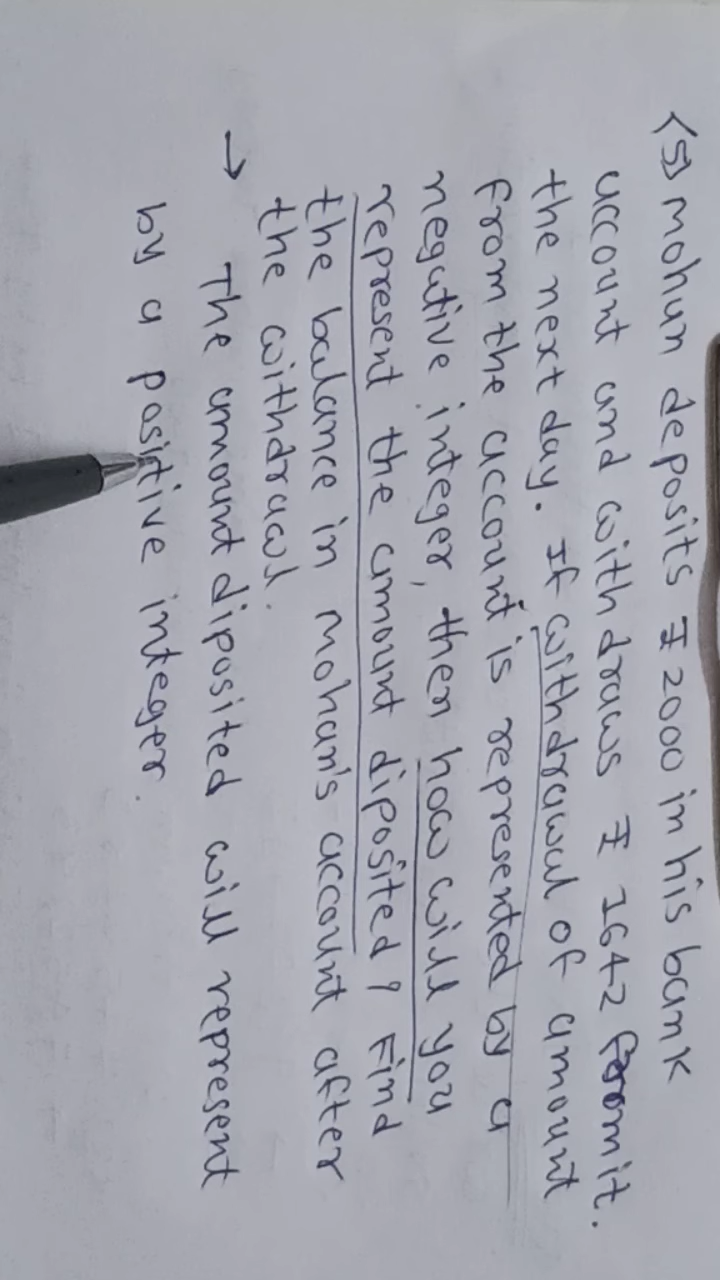 (5) mohan deposits ₹ 2000 in his bank
account and withdraws ₹ 1642 from it.
the next day. If withdrawal of amount
from the account is represented by a
negative integer, then how will you
represent the amount diposited? Find
the balance in mohan's account after
the withdrawl.
→ The amount diposited will represent
by a positive integer.